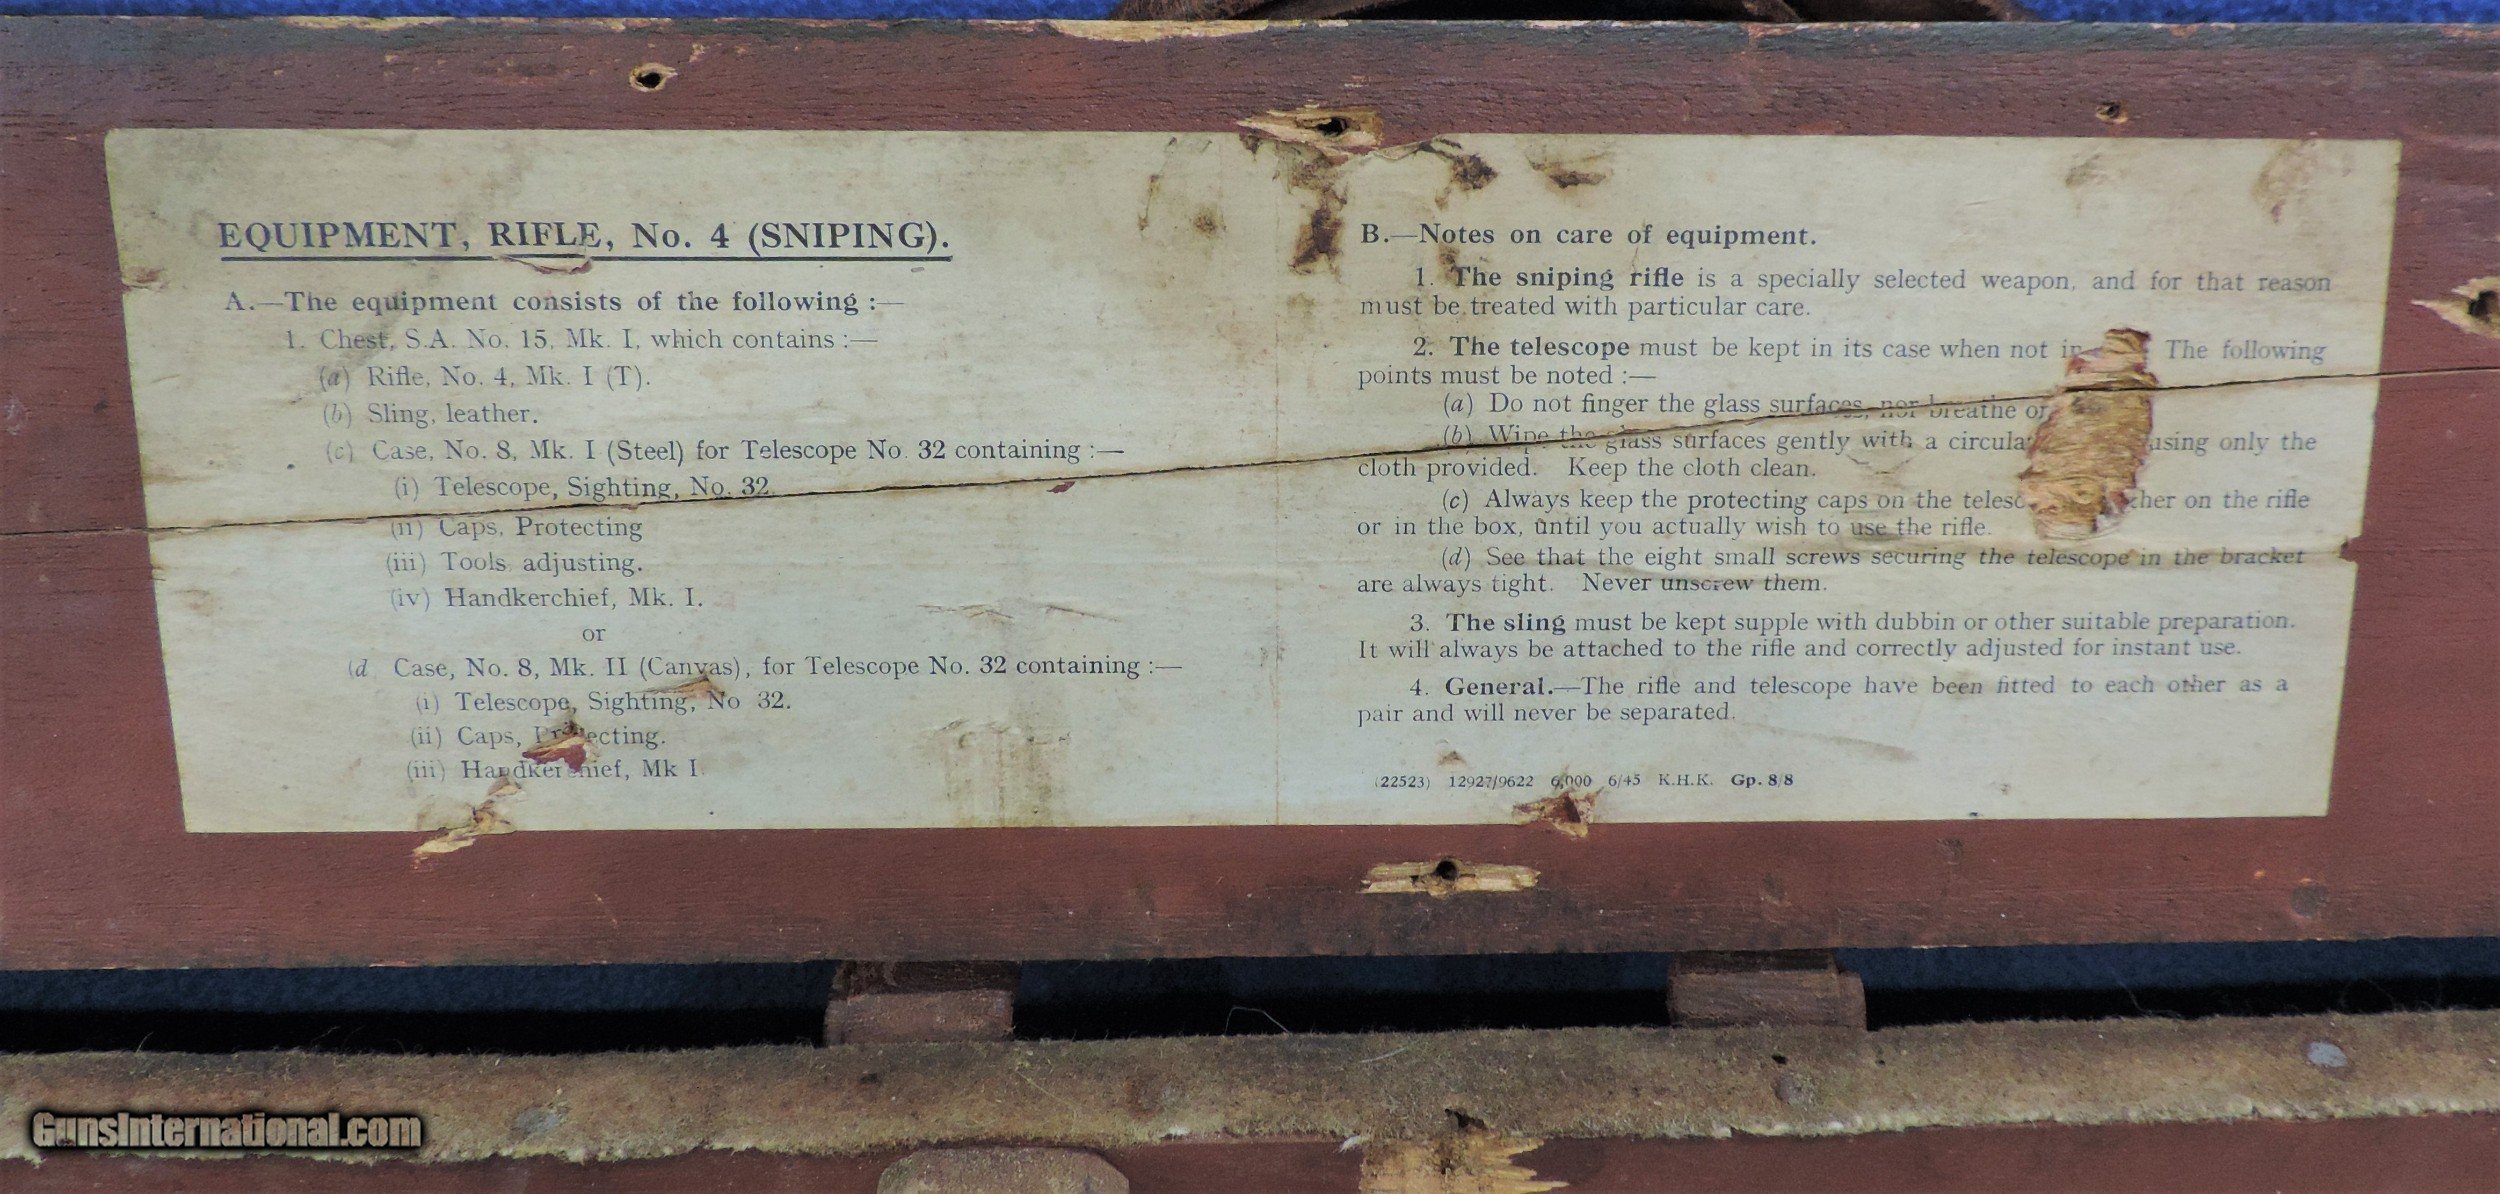 EQUIPMENT, RIFLE, No. 4 (SNIPING).
A.—The equipment consists of the following :—
1. Chest, S.A. No. 15, Mk. I, which contains :—
(a) Rifle, No. 4, Mk. I (T).
(b) Sling, leather.
(c) Case, No. 8, Mk. I (Steel) for Telescope No. 32 containing :—
(i) Telescope, Sighting, No. 32.
(ii) Caps, Protecting
(iii) Tools adjusting.
(iv) Handkerchief, Mk. I.
or
(d Case, No. 8, Mk. II (Canvas), for Telescope No. 32 containing :—
(i) Telescope, Sighting, No 32.
(ii) Caps, Protecting.
(iii) Handkerchief, Mk I
B.—Notes on care of equipment.
1. The sniping rifle is a specially selected weapon, and for that reason
must be treated with particular care.
2. The telescope must be kept in its case when not in The following
points must be noted :—
(a) Do not finger the glass surfaces, nor breathe on
(b) Wipe the glass surfaces gently with a using only the
cloth provided. Keep the cloth clean.
(c) Always keep the protecting caps on the on the rifle
or in the box, until you actually wish to use the rifle.
(d) See that the eight small screws securing the telescope in the bracket
are always tight. Never unscrew them.
3. The sling must be kept supple with dubbin or other suitable preparation.
It will always be attached to the rifle and correctly adjusted for instant use.
4. General.—The rifle and telescope have been fitted to each other as a
pair and will never be separated.
(22523) 12927/9622 6,000 6/45 K.H.K. Gp. 8/8
GunsInternational.com